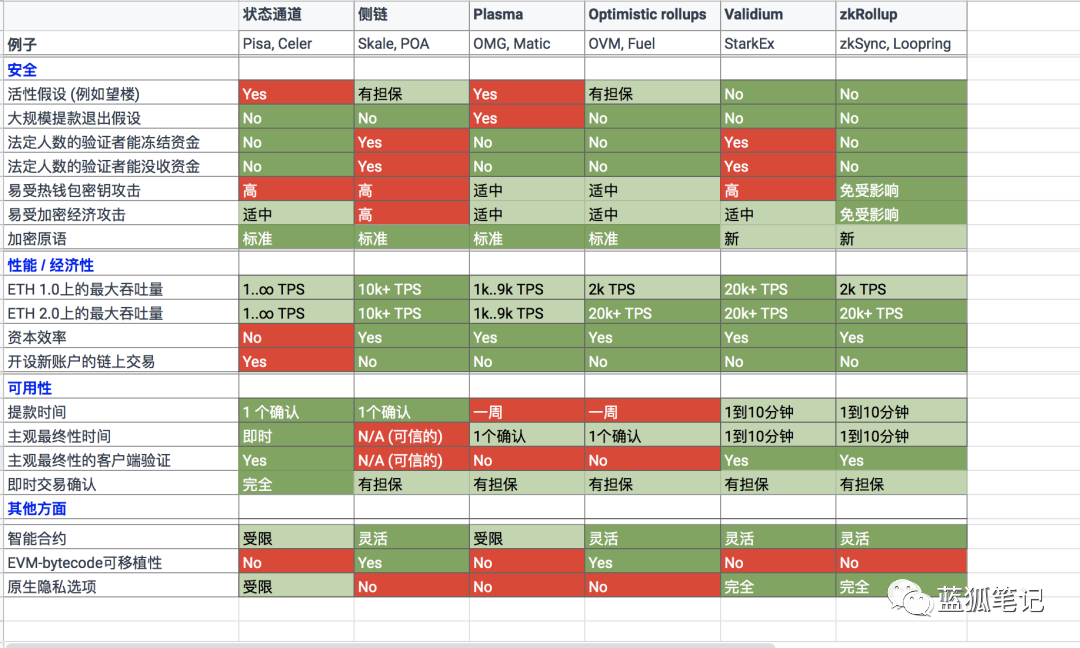 状态通道 侧链 Plasma Optimistic rollups Validium zkRollup
例子 Pisa, Celer Skale, POA OMG, Matic OVM, Fuel StarkEx zkSync, Loopring
安全
活性假设 (例如望楼) Yes 有担保 Yes 有担保 No No
大规模提款退出假设 No No Yes No No No
法定人数的验证者能冻结资金 No Yes No No Yes No
法定人数的验证者能没收资金 No Yes No No Yes No
易受热钱包密钥攻击 高 高 适中 适中 高 免受影响
易受加密经济攻击 适中 高 适中 适中 适中 免受影响
加密原语 标准 标准 标准 标准 新 新
性能 / 经济性
ETH 1.0上的最大吞吐量 1..∞ TPS 10k+ TPS 1k..9k TPS 2k TPS 20k+ TPS 2k TPS
ETH 2.0上的最大吞吐量 1..∞ TPS 10k+ TPS 1k..9k TPS 20k+ TPS 20k+ TPS 20k+ TPS
资本效率 No Yes Yes Yes Yes Yes
开设新账户的链上交易 Yes No No No No No
可用性
提款时间 1 个确认 1个确认 一周 一周 1到10分钟 1到10分钟
主观最终性时间 即时 N/A (可信的) 1个确认 1个确认 1到10分钟 1到10分钟
主观最终性的客户端验证 Yes N/A (可信的) No No Yes Yes
即时交易确认 完全 有担保 有担保 有担保 有担保 有担保
其他方面
智能合约 受限 灵活 受限 灵活 灵活 灵活
EVM-bytecode可移植性 No Yes No Yes No No
原生隐私选项 受限 No No No 完全 完全
蓝狐笔记